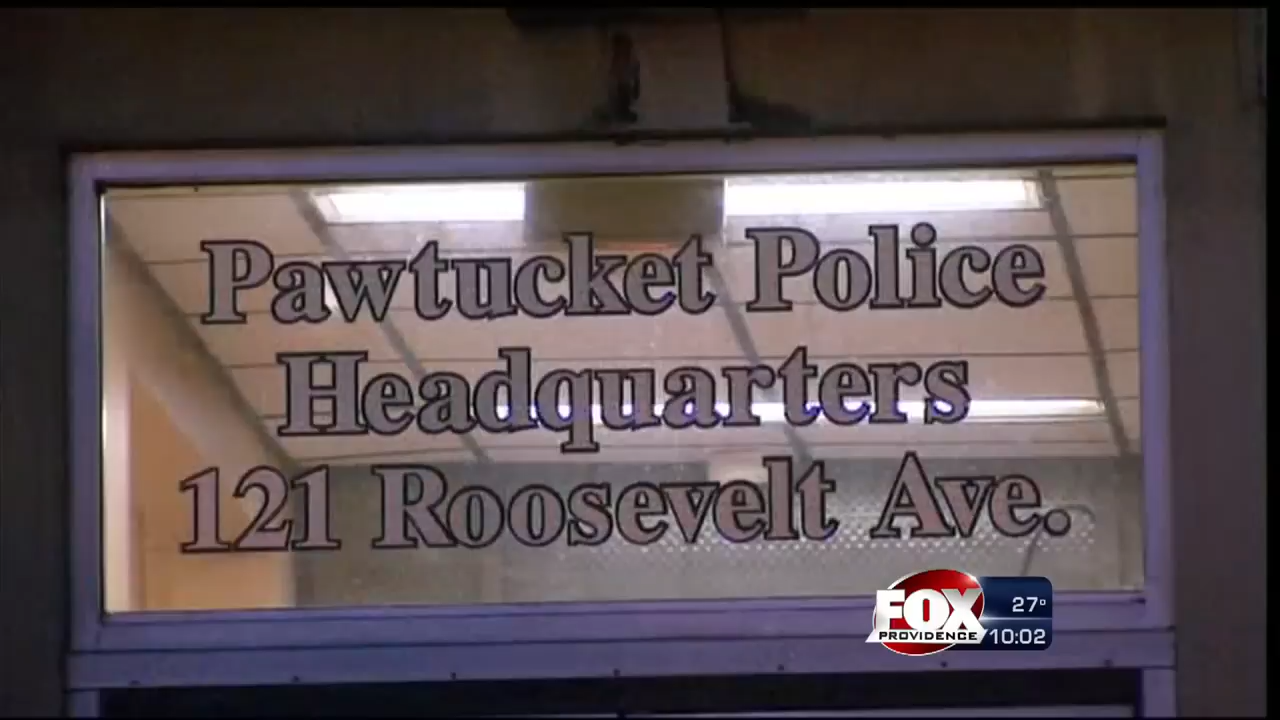 Pawtucket Police
Headquarters
121 Roosevelt Ave.
FOX
PROVIDENCE
27°
10:02